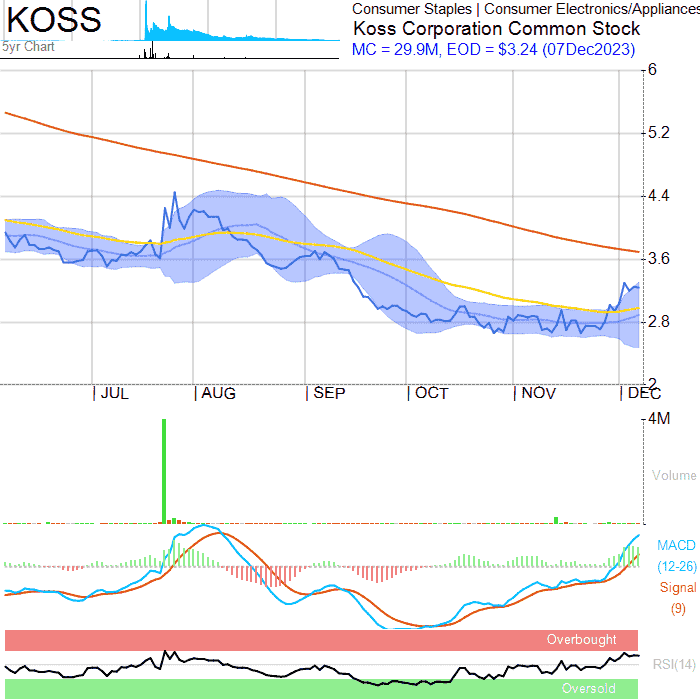 KOSS
5yr Chart
Consumer Staples | Consumer Electronics/Appliances
Koss Corporation Common Stock
MC = 29.9M, EOD = $3.24 (07Dec2023)
6
5.2
4.4
3.6
2.8
2
| JUL | AUG | SEP | OCT | NOV | DEC
4M
Volume
MACD
(12-26)
Signal
(9)
Overbought
RSI(14)
Oversold